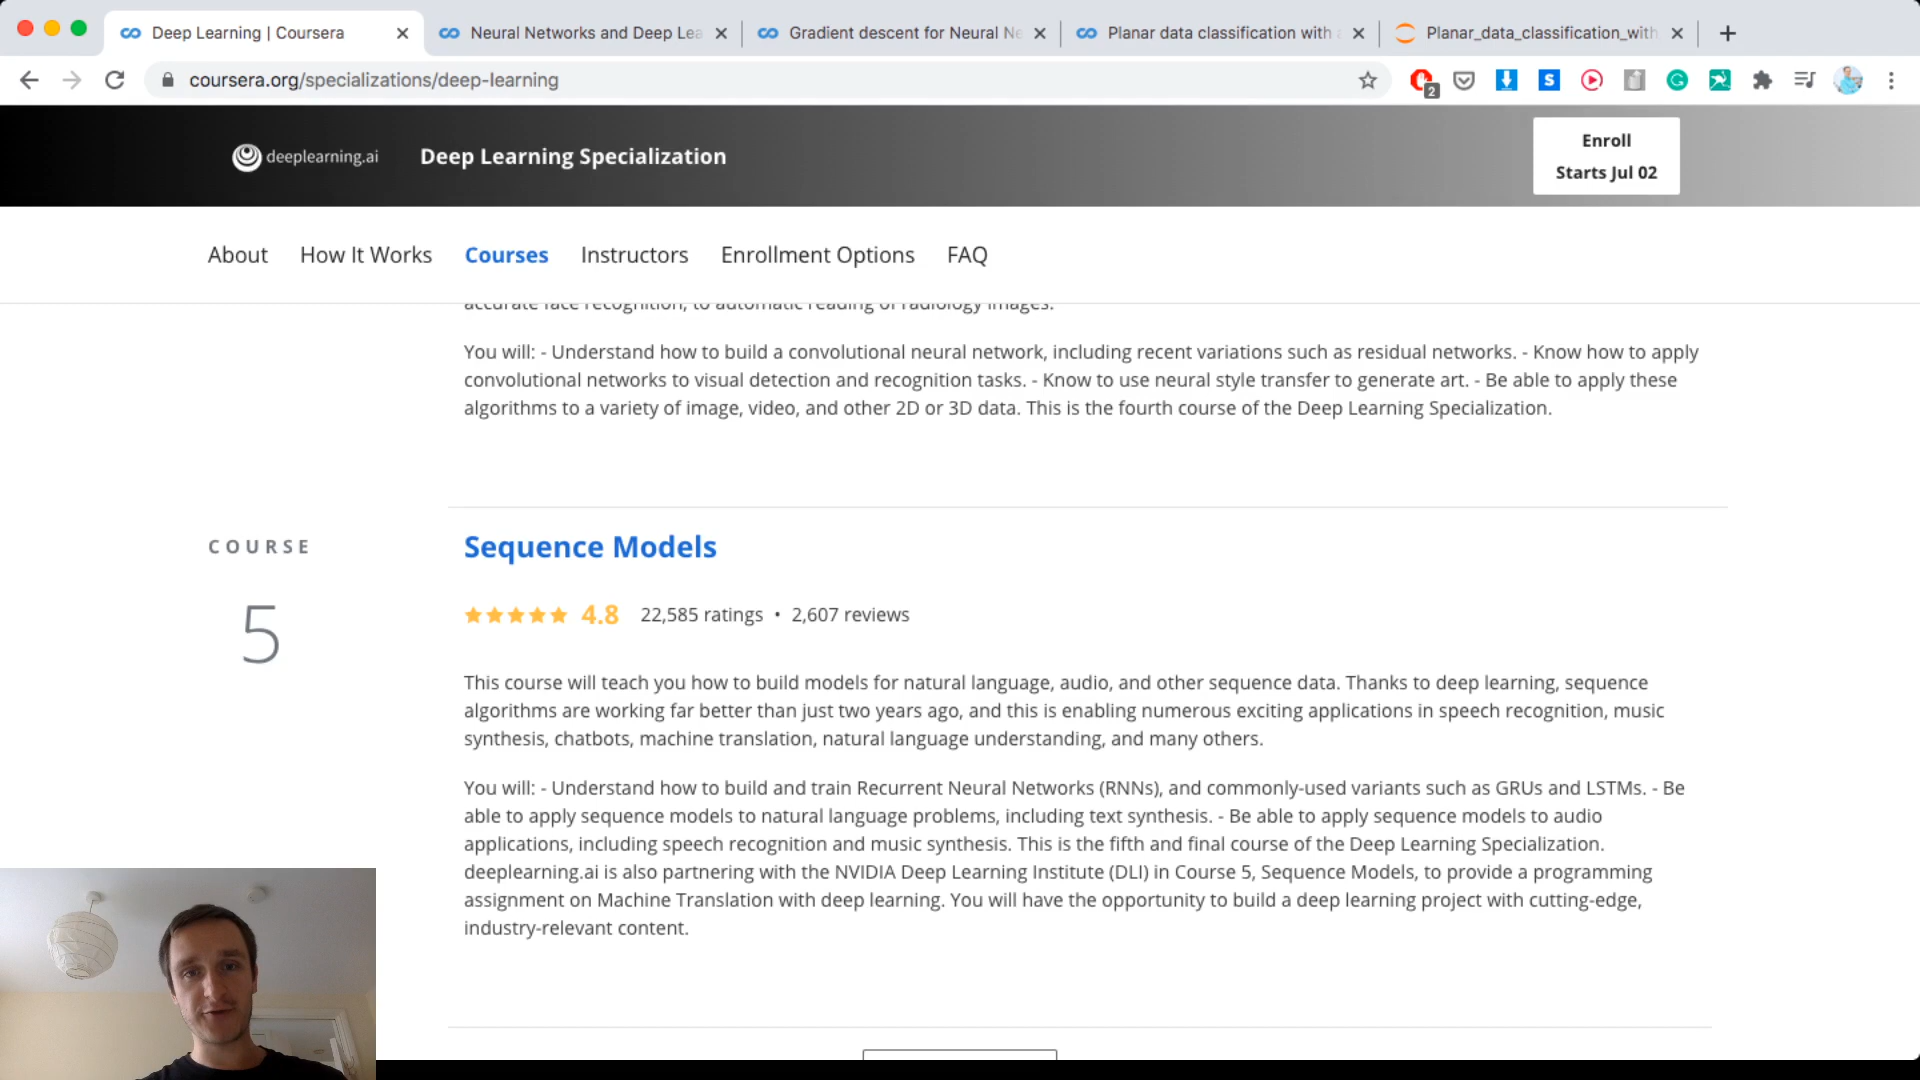 Deep Learning | Coursera
Neural Networks and Deep Lea
Gradient descent for Neural Ne
Planar data classification with a
Planar_data_classification_with
coursera.org/specializations/deep-learning
2
S
G
deeplearning.ai
Deep Learning Specialization
Enroll
Starts Jul 02
About
How It Works
Courses
Instructors
Enrollment Options
FAQ
accurate face recognition, to automatic reading of radiology images.
You will: - Understand how to build a convolutional neural network, including recent variations such as residual networks. - Know how to apply
convolutional networks to visual detection and recognition tasks. - Know to use neural style transfer to generate art. - Be able to apply these
algorithms to a variety of image, video, and other 2D or 3D data. This is the fourth course of the Deep Learning Specialization.
COURSE
5
Sequence Models
4.8 22,585 ratings • 2,607 reviews
This course will teach you how to build models for natural language, audio, and other sequence data. Thanks to deep learning, sequence
algorithms are working far better than just two years ago, and this is enabling numerous exciting applications in speech recognition, music
synthesis, chatbots, machine translation, natural language understanding, and many others.
You will: - Understand how to build and train Recurrent Neural Networks (RNNs), and commonly-used variants such as GRUs and LSTMs. - Be
able to apply sequence models to natural language problems, including text synthesis. - Be able to apply sequence models to audio
applications, including speech recognition and music synthesis. This is the fifth and final course of the Deep Learning Specialization.
deeplearning.ai is also partnering with the NVIDIA Deep Learning Institute (DLI) in Course 5, Sequence Models, to provide a programming
assignment on Machine Translation with deep learning. You will have the opportunity to build a deep learning project with cutting-edge,
industry-relevant content.